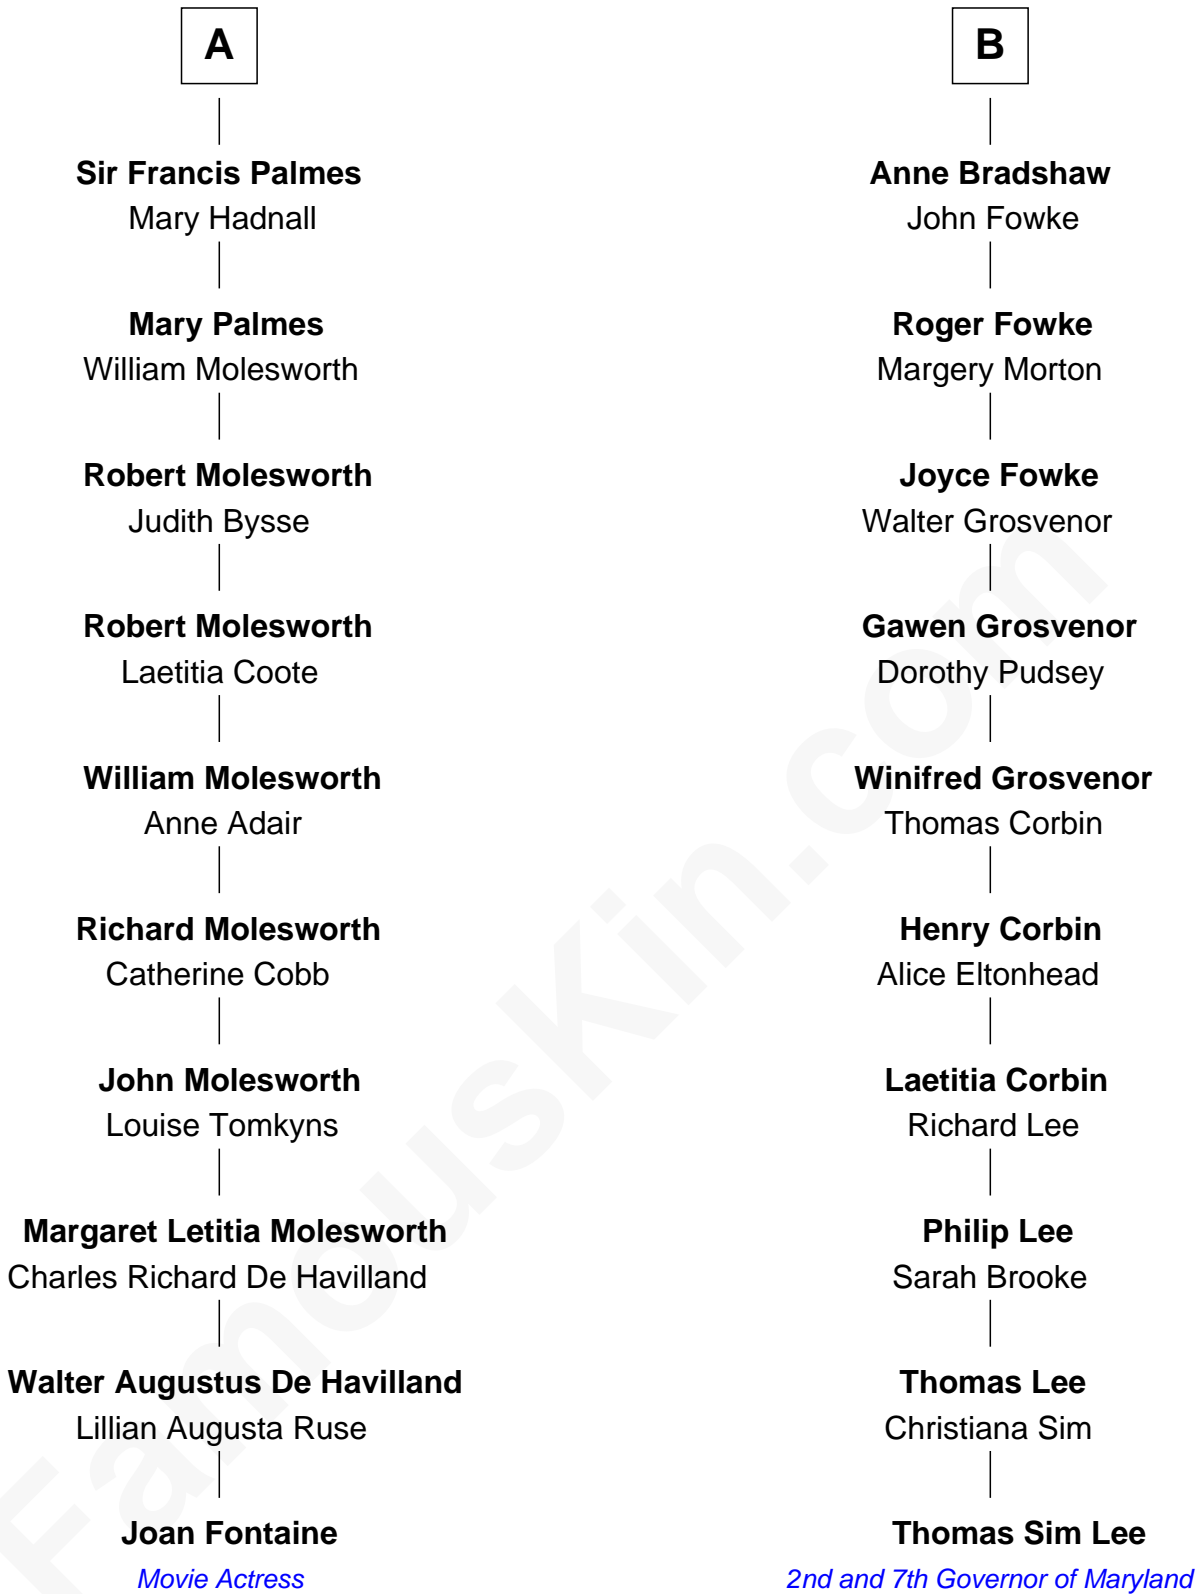 A
Sir Francis Palmes
Mary Hadnall
Mary Palmes
William Molesworth
Robert Molesworth
Judith Bysse
Robert Molesworth
Laetitia Coote
William Molesworth
Anne Adair
Richard Molesworth
Catherine Cobb
John Molesworth
Louise Tomkyns
Margaret Letitia Molesworth
Charles Richard De Havilland
Walter Augustus De Havilland
Lillian Augusta Ruse
Joan Fontaine
Movie Actress
B
Anne Bradshaw
John Fowke
Roger Fowke
Margery Morton
Joyce Fowke
Walter Grosvenor
Gawen Grosvenor
Dorothy Pudsey
Winifred Grosvenor
Thomas Corbin
Henry Corbin
Alice Eltonhead
Laetitia Corbin
Richard Lee
Philip Lee
Sarah Brooke
Thomas Lee
Christiana Sim
Thomas Sim Lee
2nd and 7th Governor of Maryland
FamousKin.com